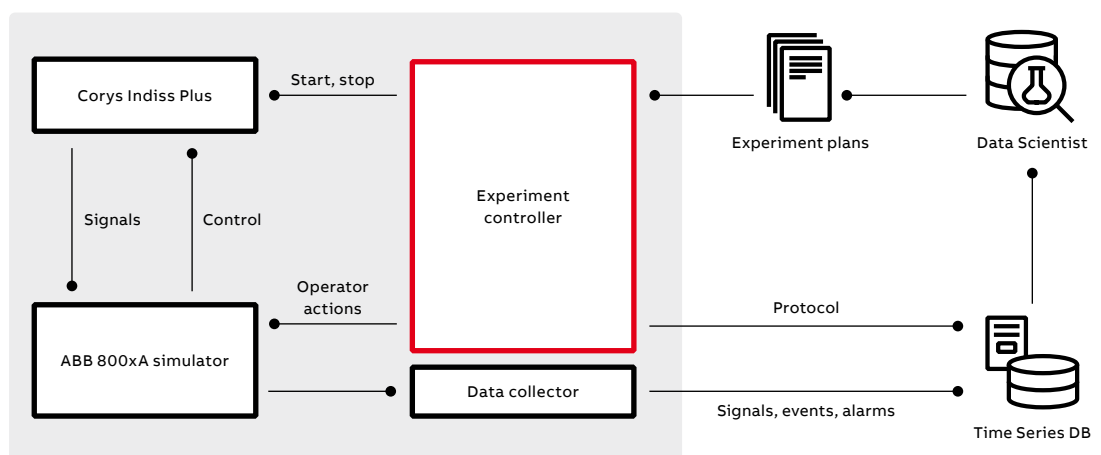 Corys Indiss Plus
Start, stop
Experiment plans
Data Scientist
Experiment
controller
Signals
Control
Operator
actions
Protocol
ABB 800xA simulator
Data collector
Signals, events, alarms
Time Series DB